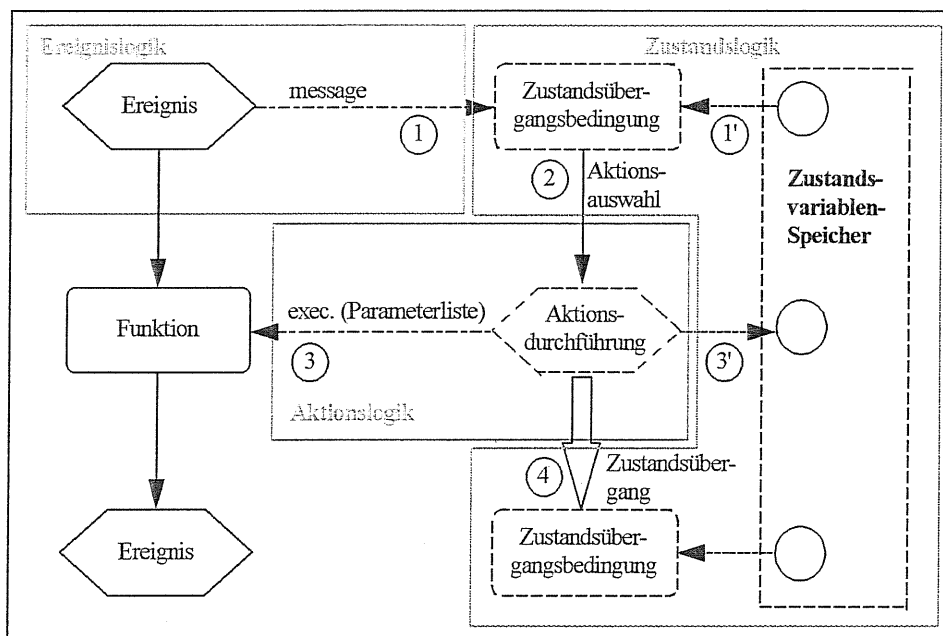 Ereignislogik
Zustandslogik
Ereignis
message
1
Zustandsüber-
gangsbedingung
1'
2
Aktions-
auswahl
Zustands-
variablen-
Speicher
Funktion
exec. (Parameterliste)
3
Aktions-
durchführung
3'
Aktionslogik
4
Zustandsüber-
gang
Ereignis
Zustandsüber-
gangsbedingung